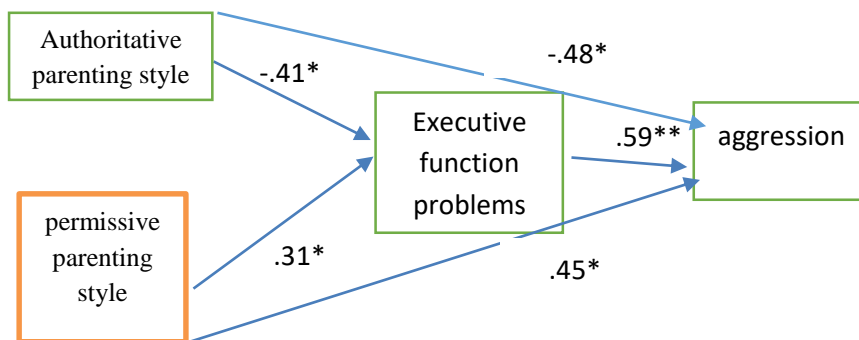 Authoritative
parenting style
-.41*
-.48*
Executive
function
problems
.59**
aggression
permissive
parenting
style
.31*
.45*